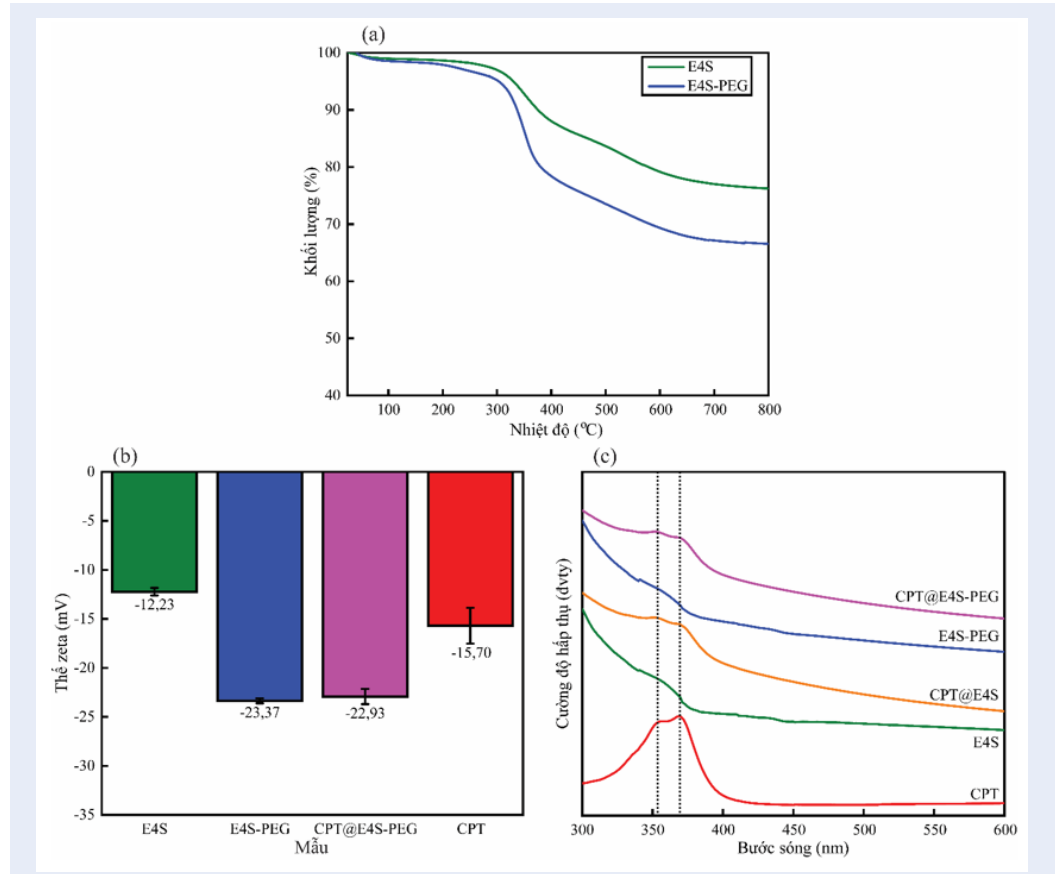 (a)
100
90
80
70
60
50
40
Khối lượng (%)
E4S
E4S-PEG
100 200 300 400 500 600 700 800
Nhiệt độ (⁰C)
(b)
0
-5
-10
-15
-20
-25
-30
-35
Thế zeta (mV)
-12,23
-23,37
-22,93
-15,70
E4S E4S-PEG CPT@E4S-PEG CPT
Mẫu
(c)
Cường độ hấp thụ (dvty)
CPT@E4S-PEG
E4S-PEG
CPT@E4S
E4S
CPT
300 350 400 450 500 550 600
Bước sóng (nm)